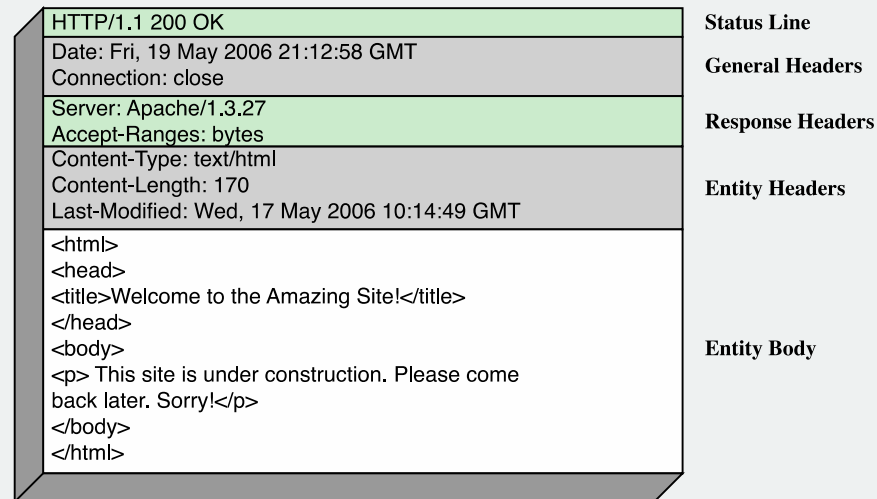 HTTP/1.1 200 OK
Status Line
Date: Fri, 19 May 2006 21:12:58 GMT
Connection: close
General Headers
Server: Apache/1.3.27
Accept-Ranges: bytes
Response Headers
Content-Type: text/html
Content-Length: 170
Last-Modified: Wed, 17 May 2006 10:14:49 GMT
Entity Headers
<html>
<head>
<title>Welcome to the Amazing Site!</title>
</head>
<body>
<p> This site is under construction. Please come
back later. Sorry!</p>
</body>
</html>
Entity Body